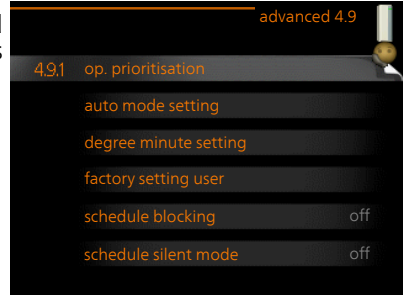 advanced 4.9
4.9.1 op. prioritisation
auto mode setting
degree minute setting
factory setting user
schedule blocking off
schedule silent mode off